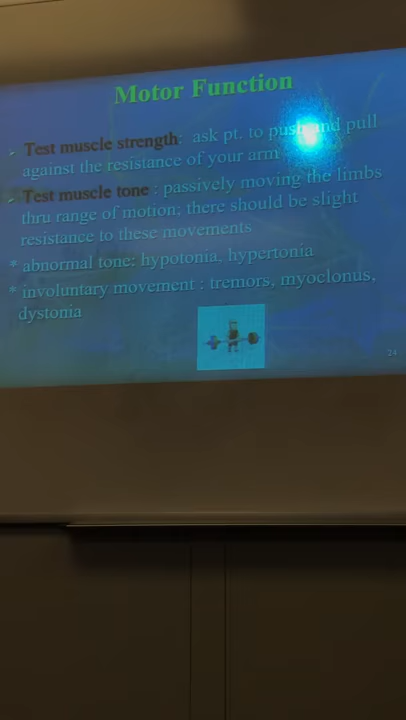 Motor Function
Test muscle strength: ask pt. to push and pull
against the resistance of your arm
Test muscle tone : passively moving the limbs
thru range of motion; there should be slight
resistance to these movements
* abnormal tone: hypotonia, hypertonia
* involuntary movement : tremors, myoclonus,
dystonia
24